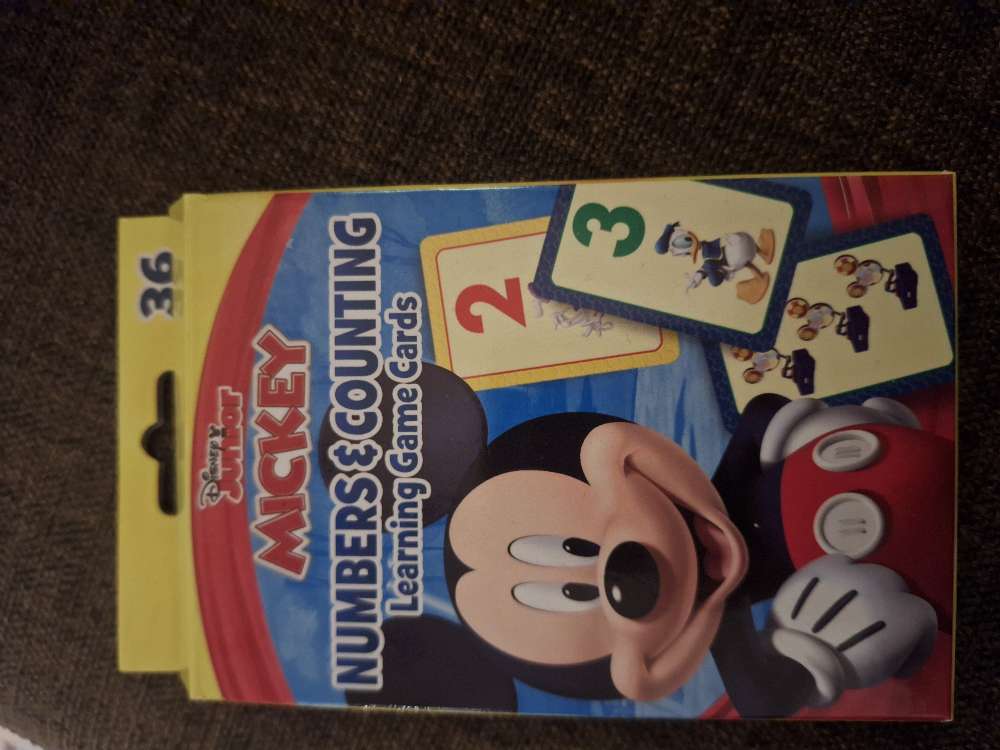 36
Disney
Junior
MICKEY
NUMBERS & COUNTING
Learning Game Cards
2
3